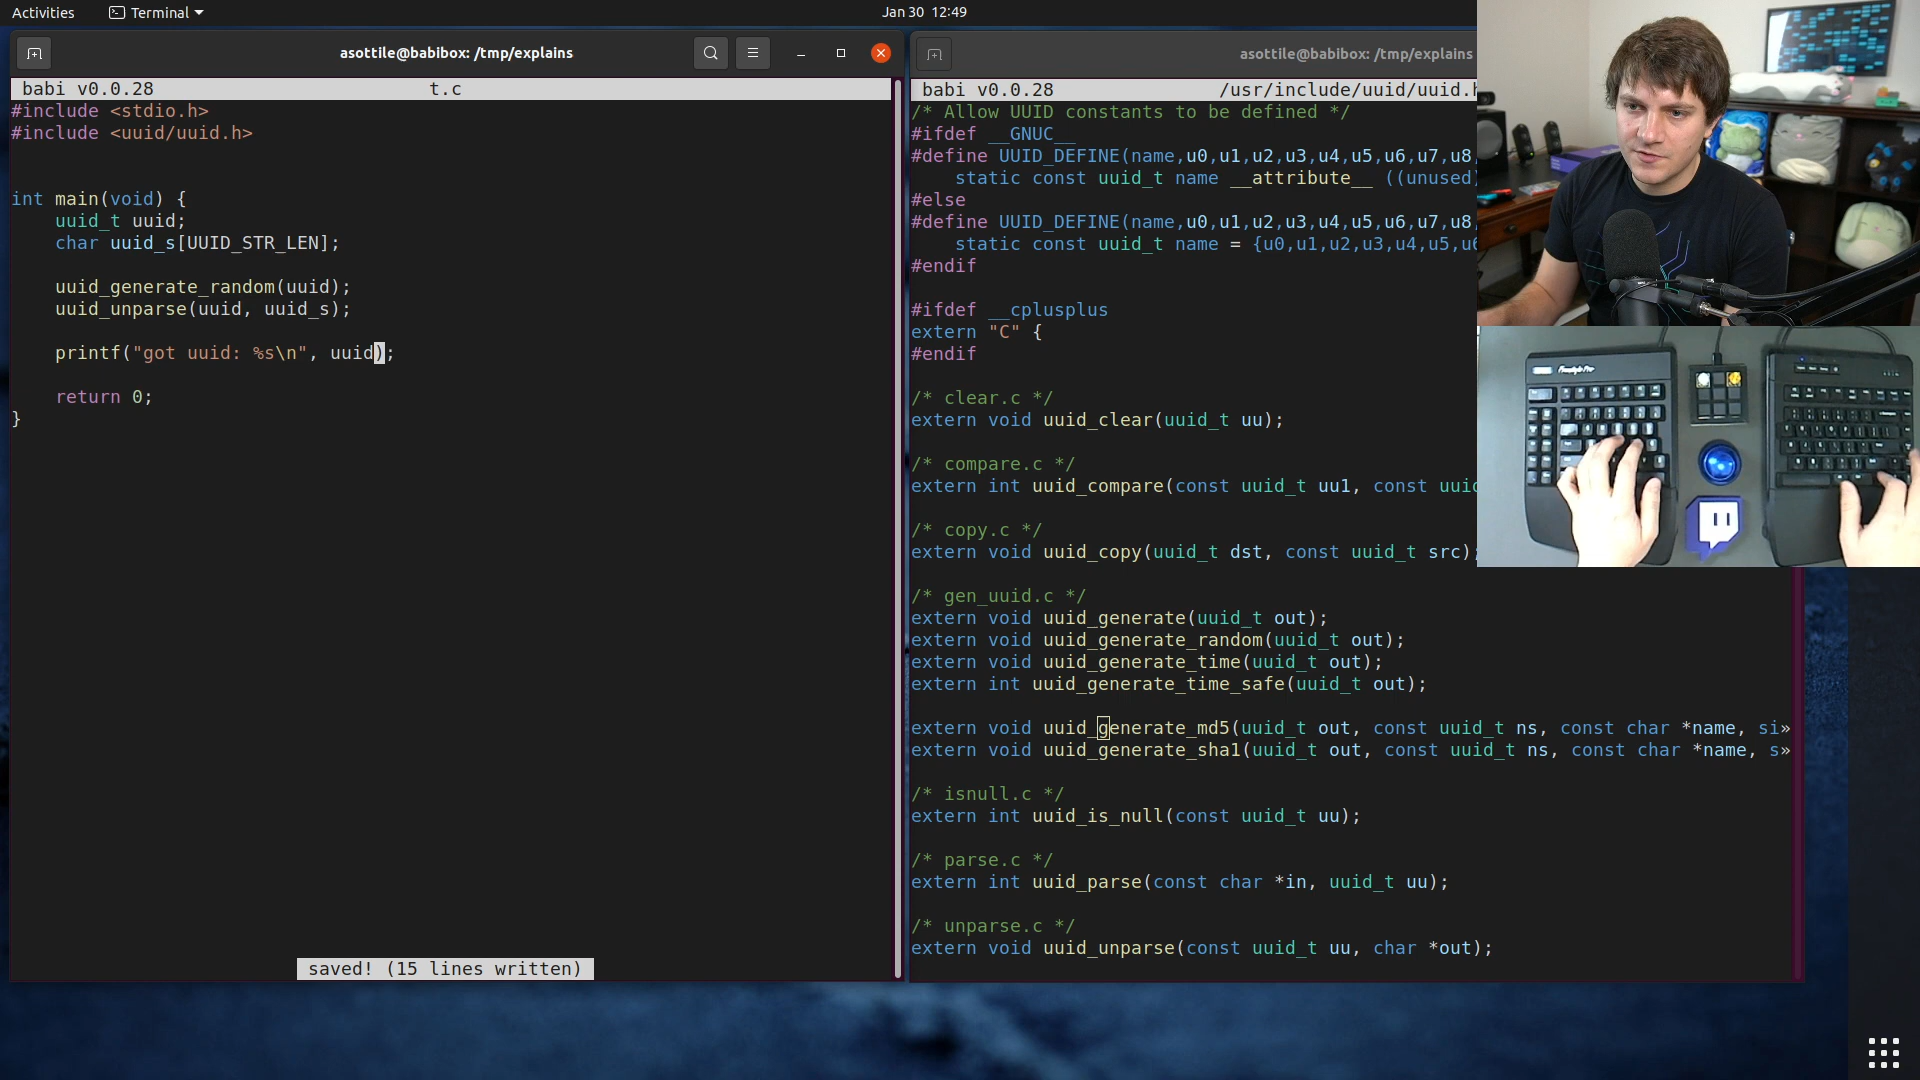 Activities
Terminal
Jan 30 12:49
asottile@babibox: /tmp/explains
babi v0.0.28 t.c
#include <stdio.h>
#include <uuid/uuid.h>
int main(void) {
uuid_t uuid;
char uuid_s[UUID_STR_LEN];
uuid_generate_random(uuid);
uuid_unparse(uuid, uuid_s);
printf("got uuid: %s\n", uuid);
return 0;
}
saved! (15 lines written)
asottile@babibox: /tmp/explains
babi v0.0.28 /usr/include/uuid/uuid.h
/* Allow UUID constants to be defined */
#ifdef __GNUC__
#define UUID_DEFINE(name,u0,u1,u2,u3,u4,u5,u6,u7,u8,
static const uuid_t name __attribute__ ((unused)
#else
#define UUID_DEFINE(name,u0,u1,u2,u3,u4,u5,u6,u7,u8,
static const uuid_t name = {u0,u1,u2,u3,u4,u5,u6
#endif
#ifdef __cplusplus
extern "C" {
#endif
/* clear.c */
extern void uuid_clear(uuid_t uu);
/* compare.c */
extern int uuid_compare(const uuid_t uu1, const uuid
/* copy.c */
extern void uuid_copy(uuid_t dst, const uuid_t src);
/* gen_uuid.c */
extern void uuid_generate(uuid_t out);
extern void uuid_generate_random(uuid_t out);
extern void uuid_generate_time(uuid_t out);
extern int uuid_generate_time_safe(uuid_t out);
extern void uuid_generate_md5(uuid_t out, const uuid_t ns, const char *name, si»
extern void uuid_generate_sha1(uuid_t out, const uuid_t ns, const char *name, s»
/* isnull.c */
extern int uuid_is_null(const uuid_t uu);
/* parse.c */
extern int uuid_parse(const char *in, uuid_t uu);
/* unparse.c */
extern void uuid_unparse(const uuid_t uu, char *out);
Freestyle Pro